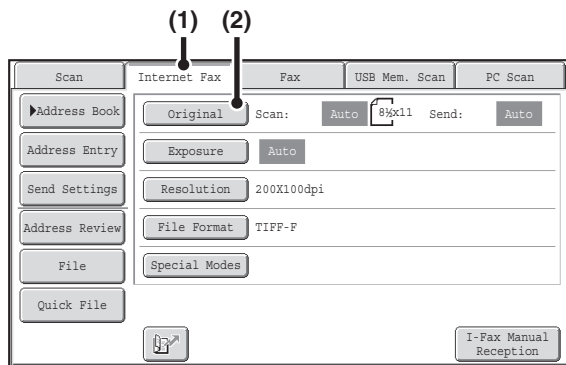 (1) (2)
Scan Internet Fax Fax USB Mem. Scan PC Scan
Address Book Original Scan: Auto 8½x11 Send: Auto
Address Entry Exposure Auto
Send Settings Resolution 200X100dpi
Address Review File Format TIFF-F
File Special Modes
Quick File
I-Fax Manual
Reception